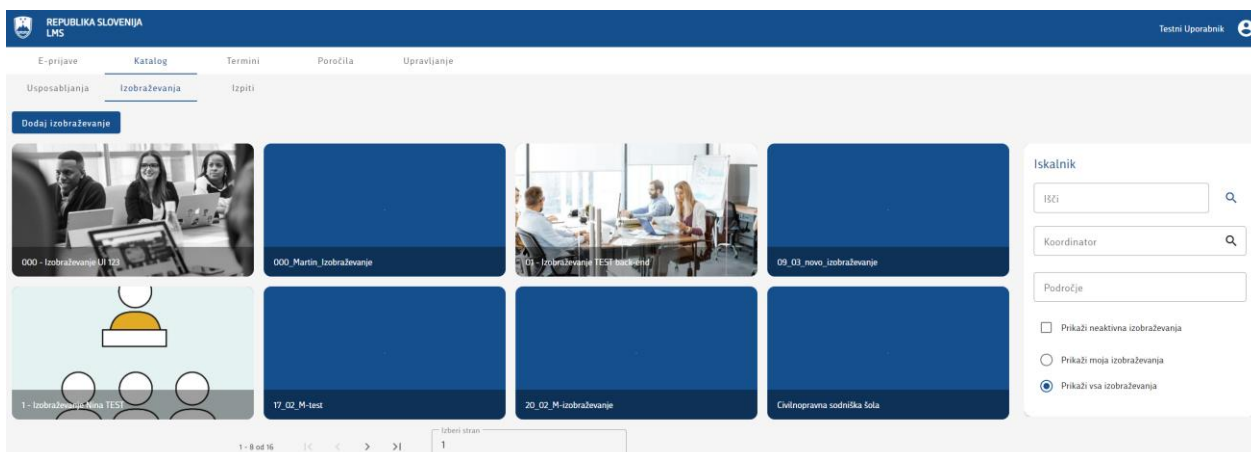 REPUBLIKA SLOVENIJA
LMS
Testni Uporabnik
E-prijave Katalog Termini Poročila Upravljanje
Usposabljanja Izobraževanja Izpiti
Dodaj izobraževanje
000 - Izobraževanje UI 123
000_Martin_Izobraževanje
01 - Izobraževanje TEST back-end
09_03_novo_izobraževanje
1 - Izobraževanje Nina TEST
17_02_M-test
20_02_M-izobraževanje
Civilnopravna sodniška šola
1 - 8 od 16
Izberi stran
1
Iskalnik
Išči
Koordinator
Področje
Prikaži neaktivna izobraževanja
Prikaži moja izobraževanja
Prikaži vsa izobraževanja